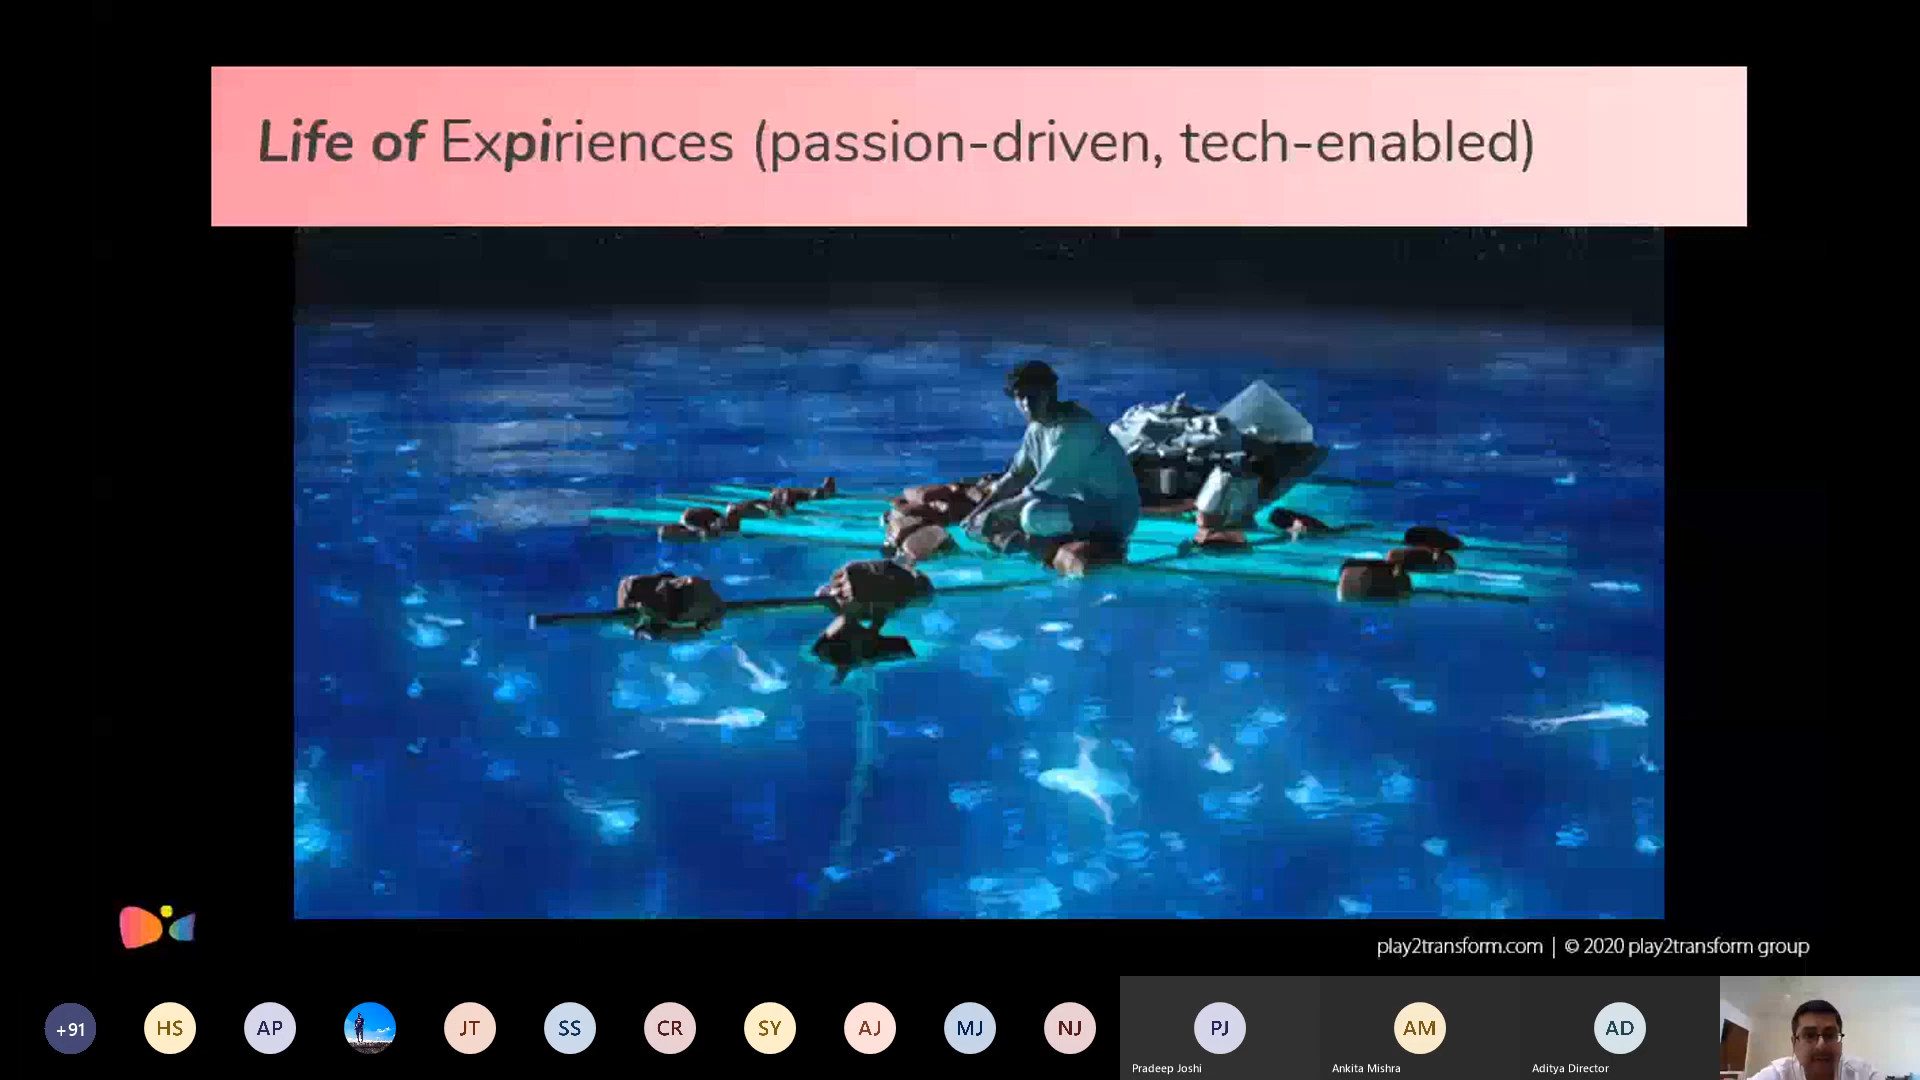 Life of Expiriences (passion-driven, tech-enabled)
play2transform.com | © 2020 play2transform group
+91
HS
AP
JT
SS
CR
SY
AJ
MJ
NJ
PJ
Pradeep Joshi
AM
Ankita Mishra
AD
Aditya Director